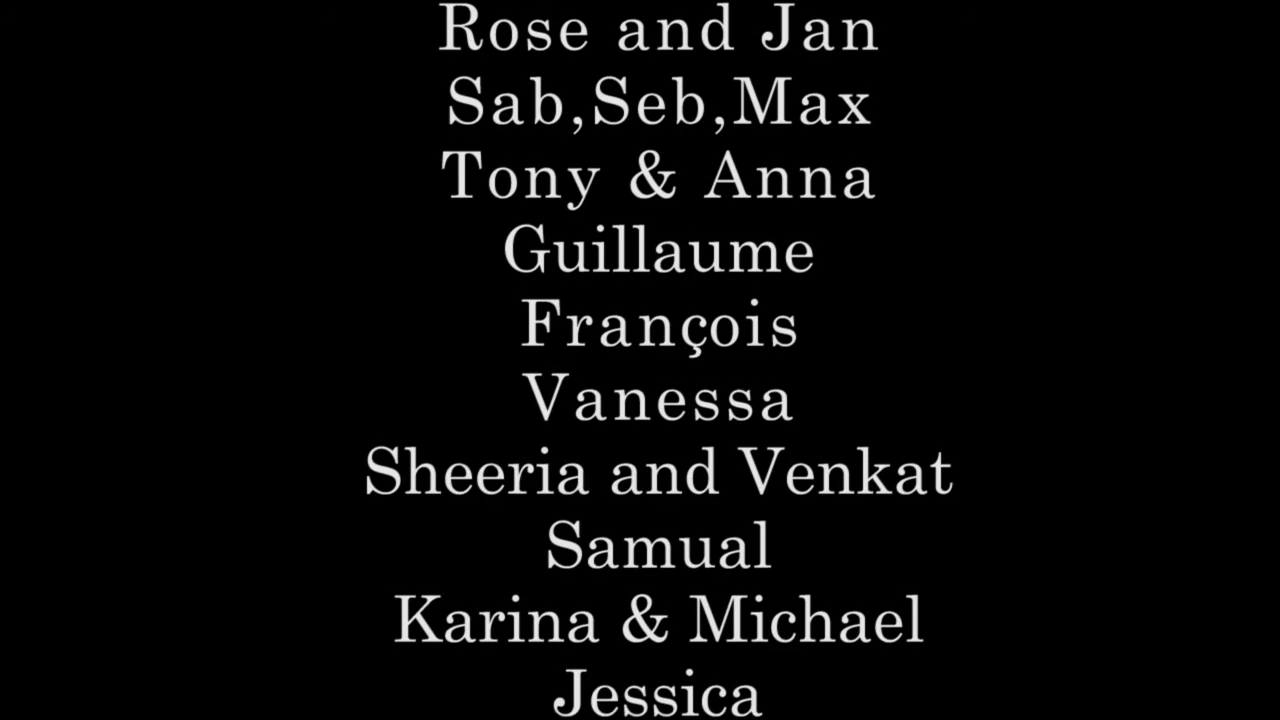 Rose and Jan
Sab,Seb,Max
Tony & Anna
Guillaume
François
Vanessa
Sheeria and Venkat
Samual
Karina & Michael
Jessica